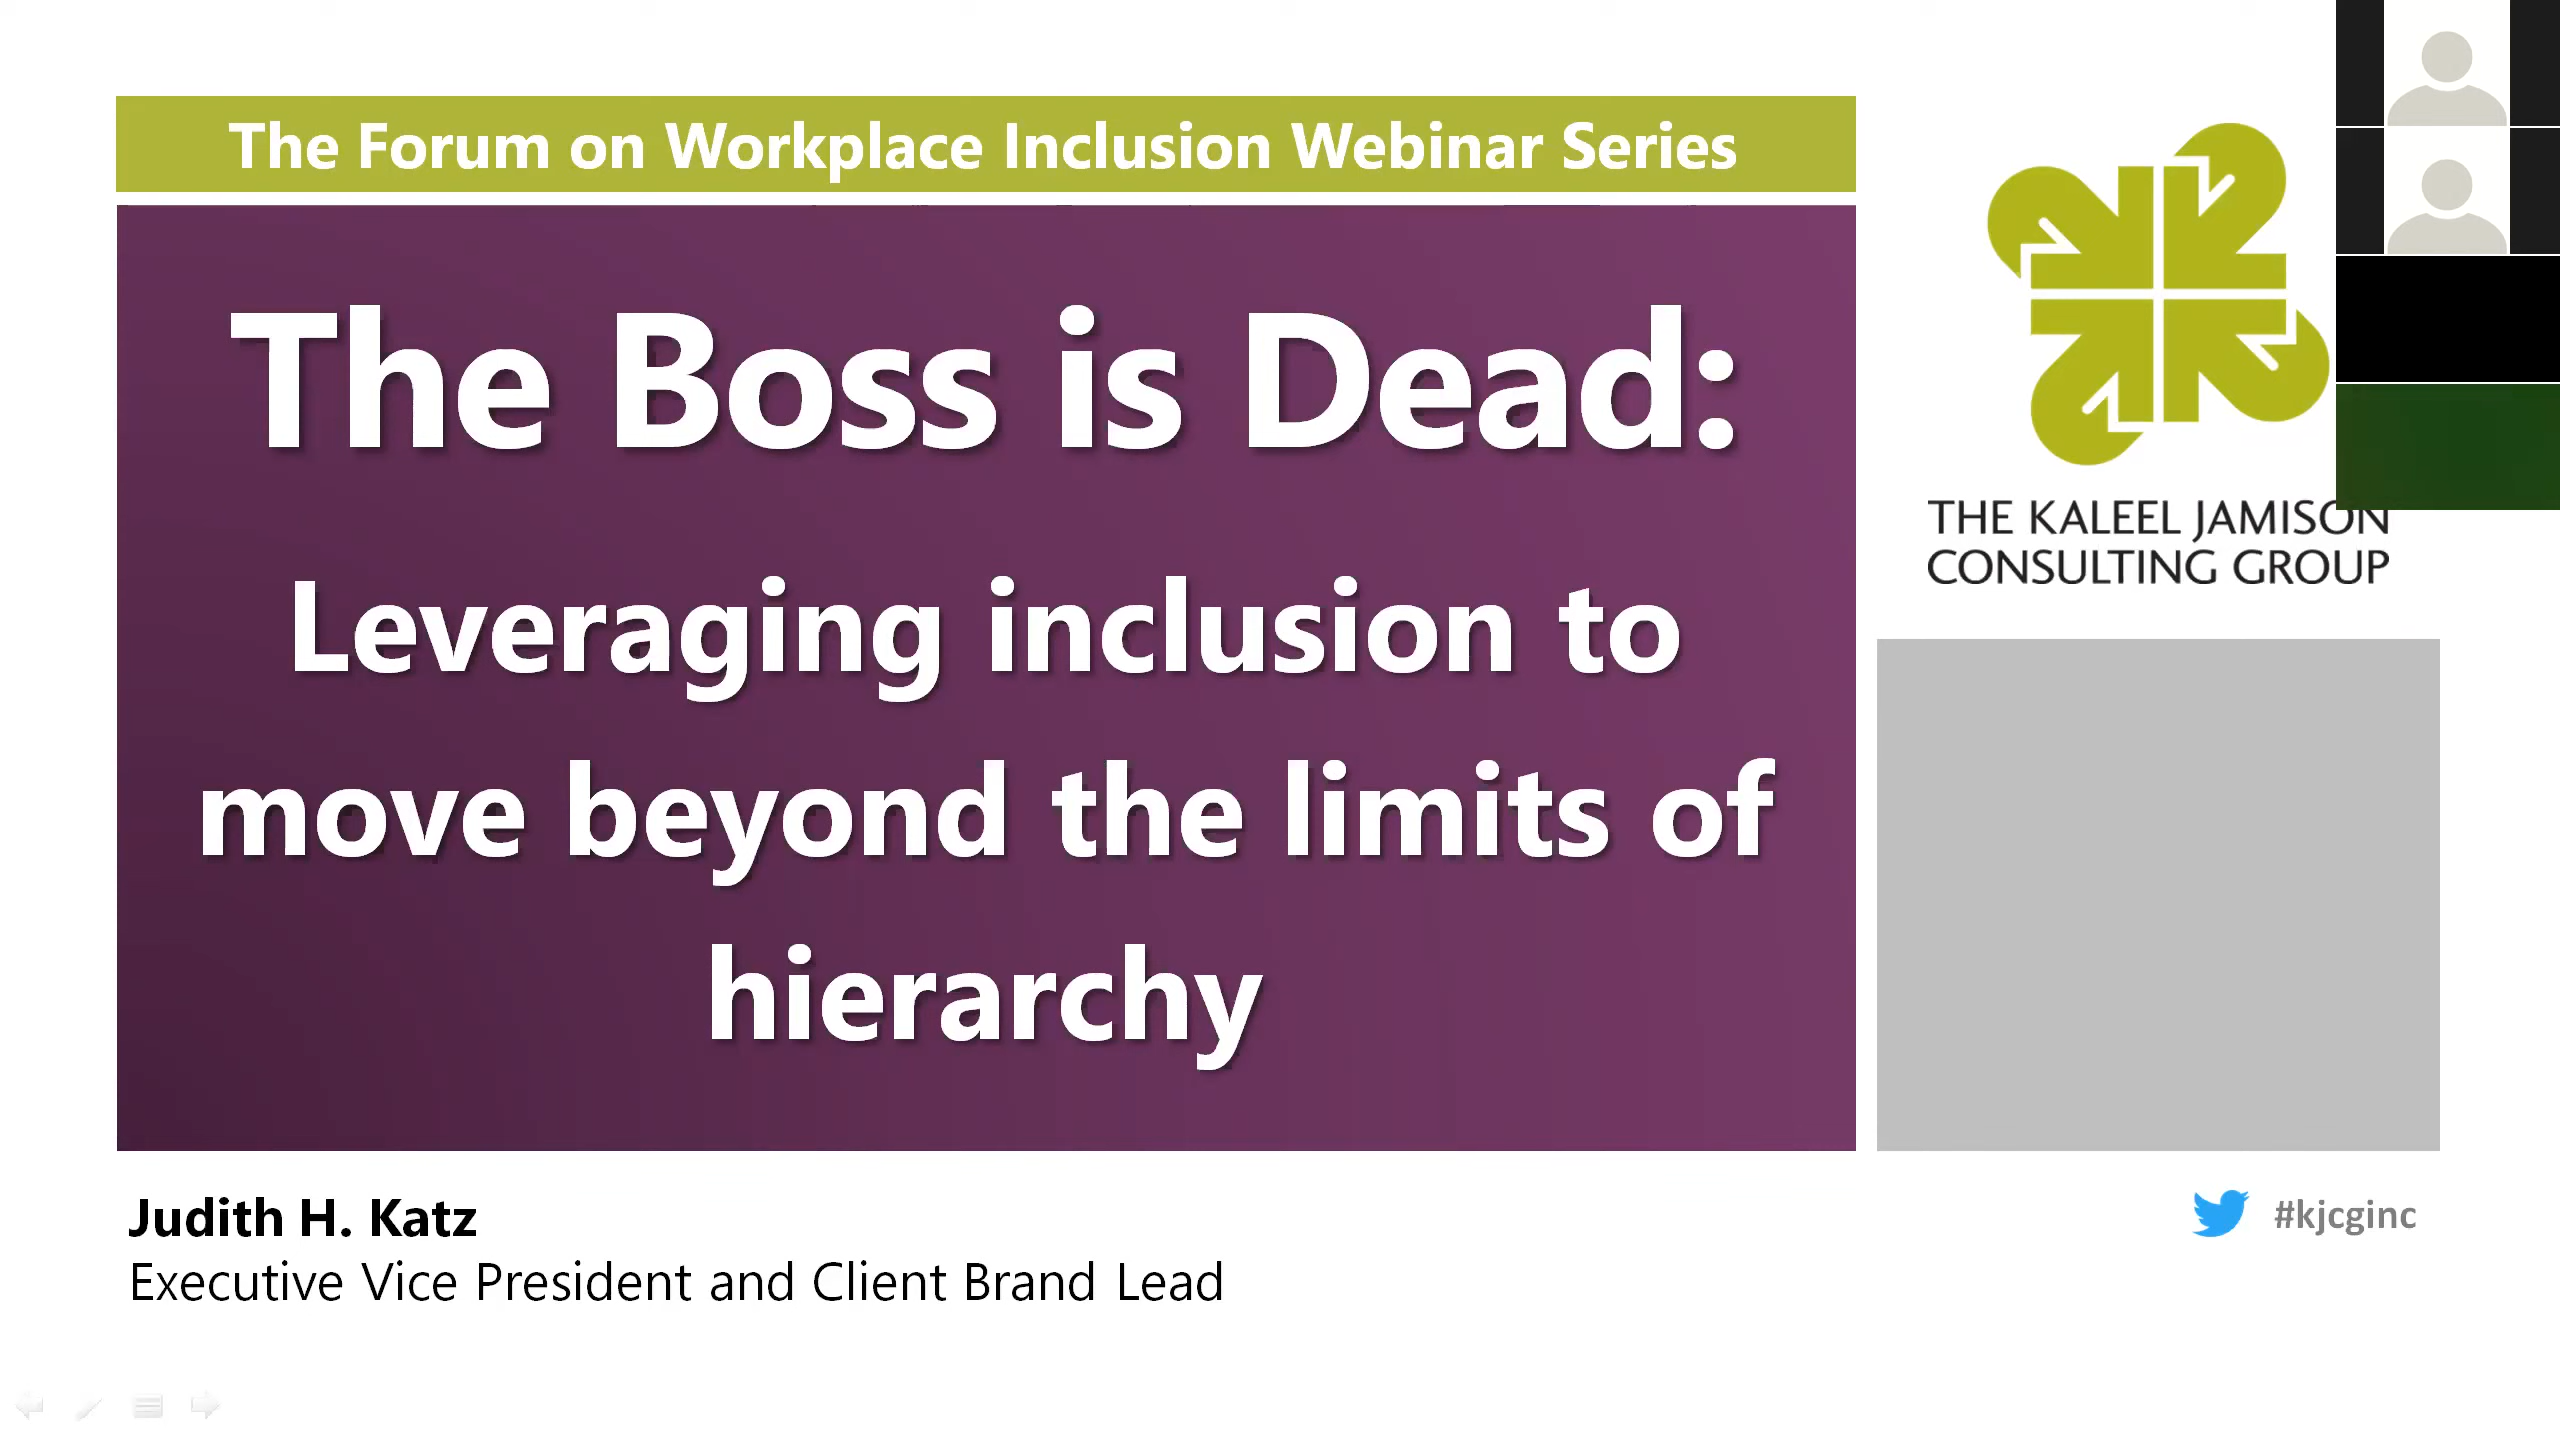 The Forum on Workplace Inclusion Webinar Series
The Boss is Dead:
Leveraging inclusion to
move beyond the limits of
hierarchy
THE KALEEL JAMISON
CONSULTING GROUP
Judith H. Katz
Executive Vice President and Client Brand Lead
#kjcginc